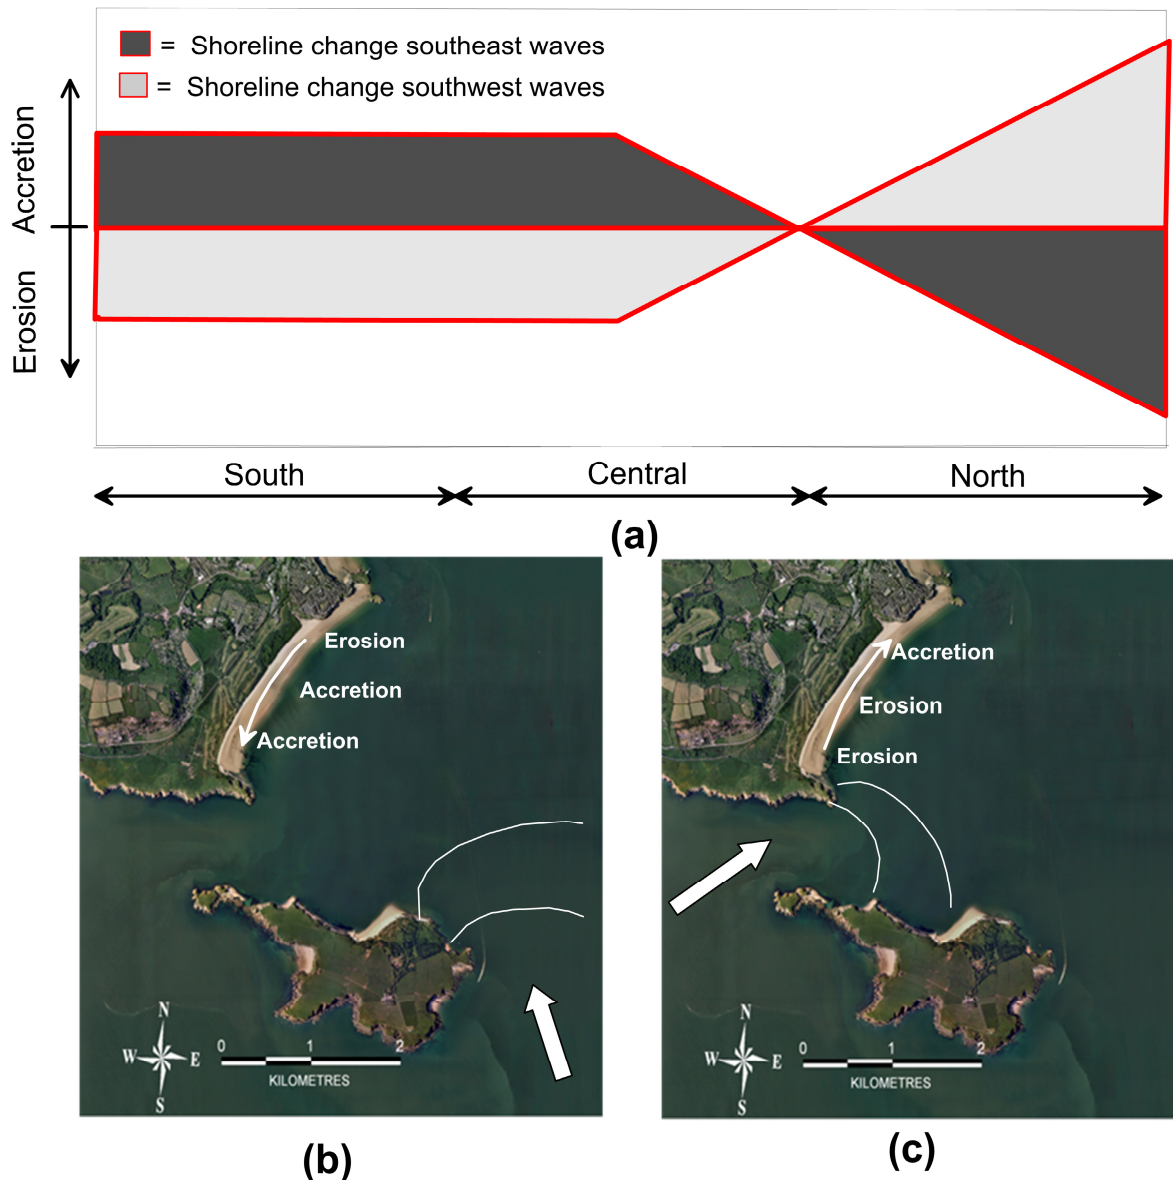 = Shoreline change southeast waves
= Shoreline change southwest waves
Accretion
Erosion
South
Central
North
(a)
Erosion
Accretion
Accretion
N
W
E
S
0
1
2
KILOMETRES
(b)
Accretion
Erosion
Erosion
N
W
E
S
0
1
2
KILOMETRES
(c)